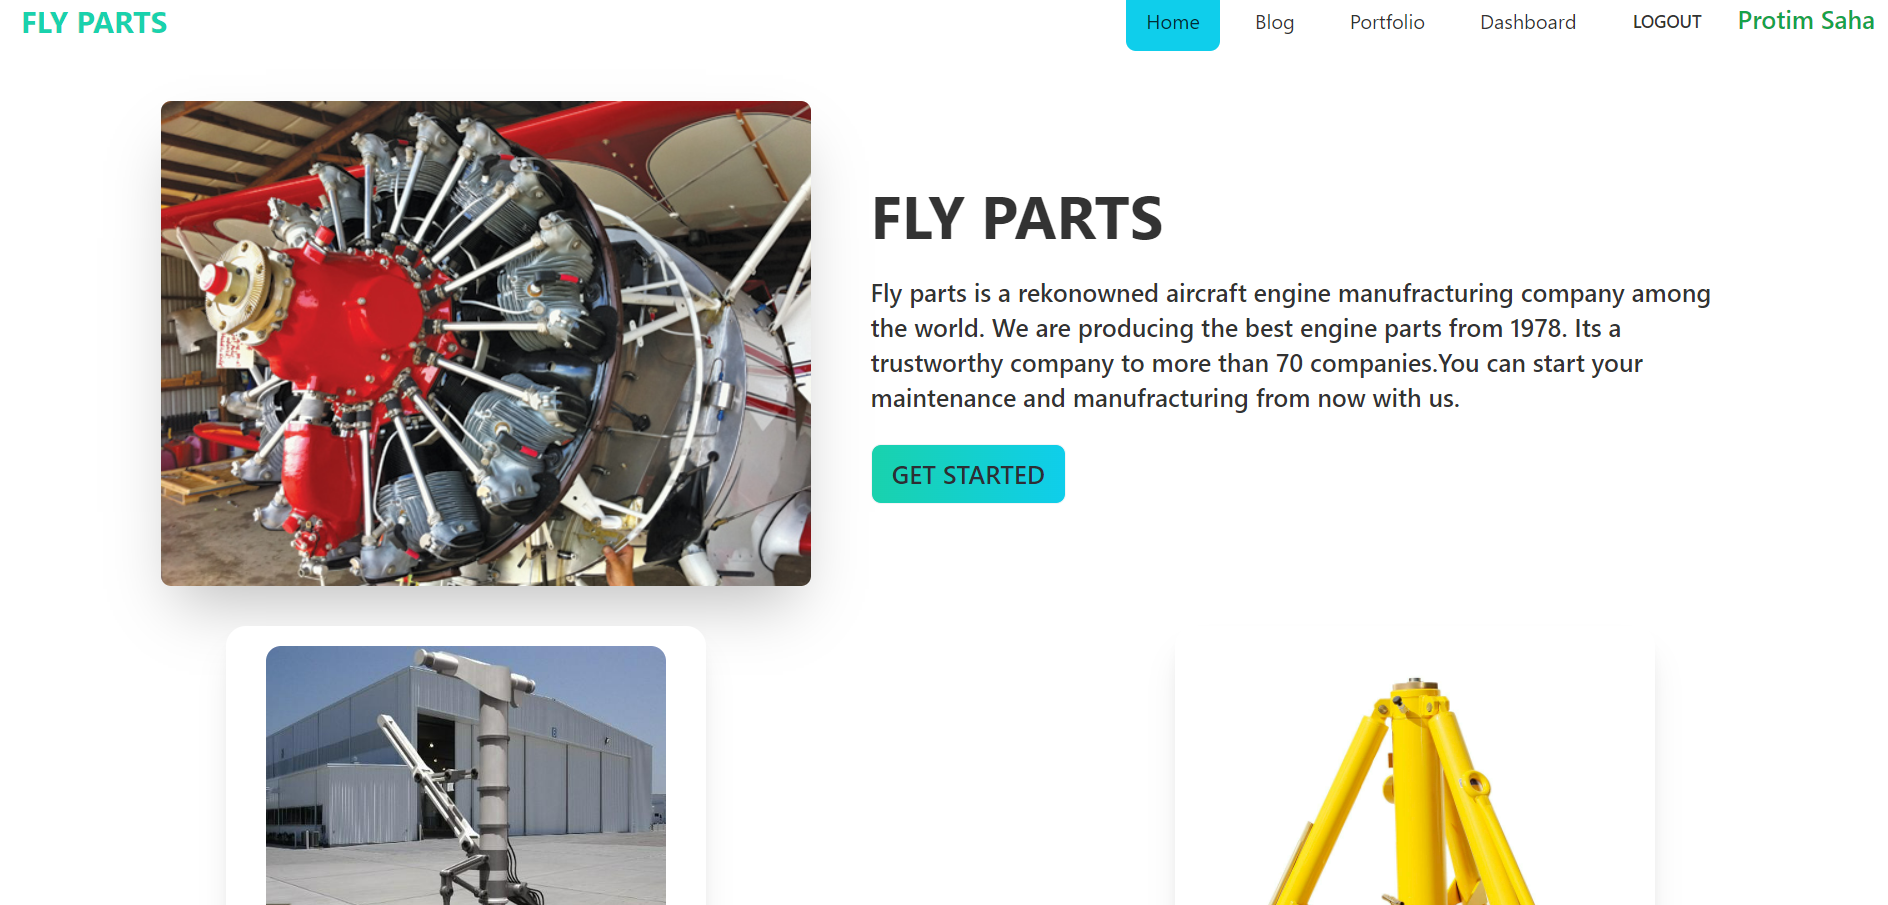 FLY PARTS
Home Blog Portfolio Dashboard LOGOUT Protim Saha
FLY PARTS
Fly parts is a rekonowned aircraft engine manufracturing company among
the world. We are producing the best engine parts from 1978. Its a
trustworthy company to more than 70 companies.You can start your
maintenance and manufracturing from now with us.
GET STARTED